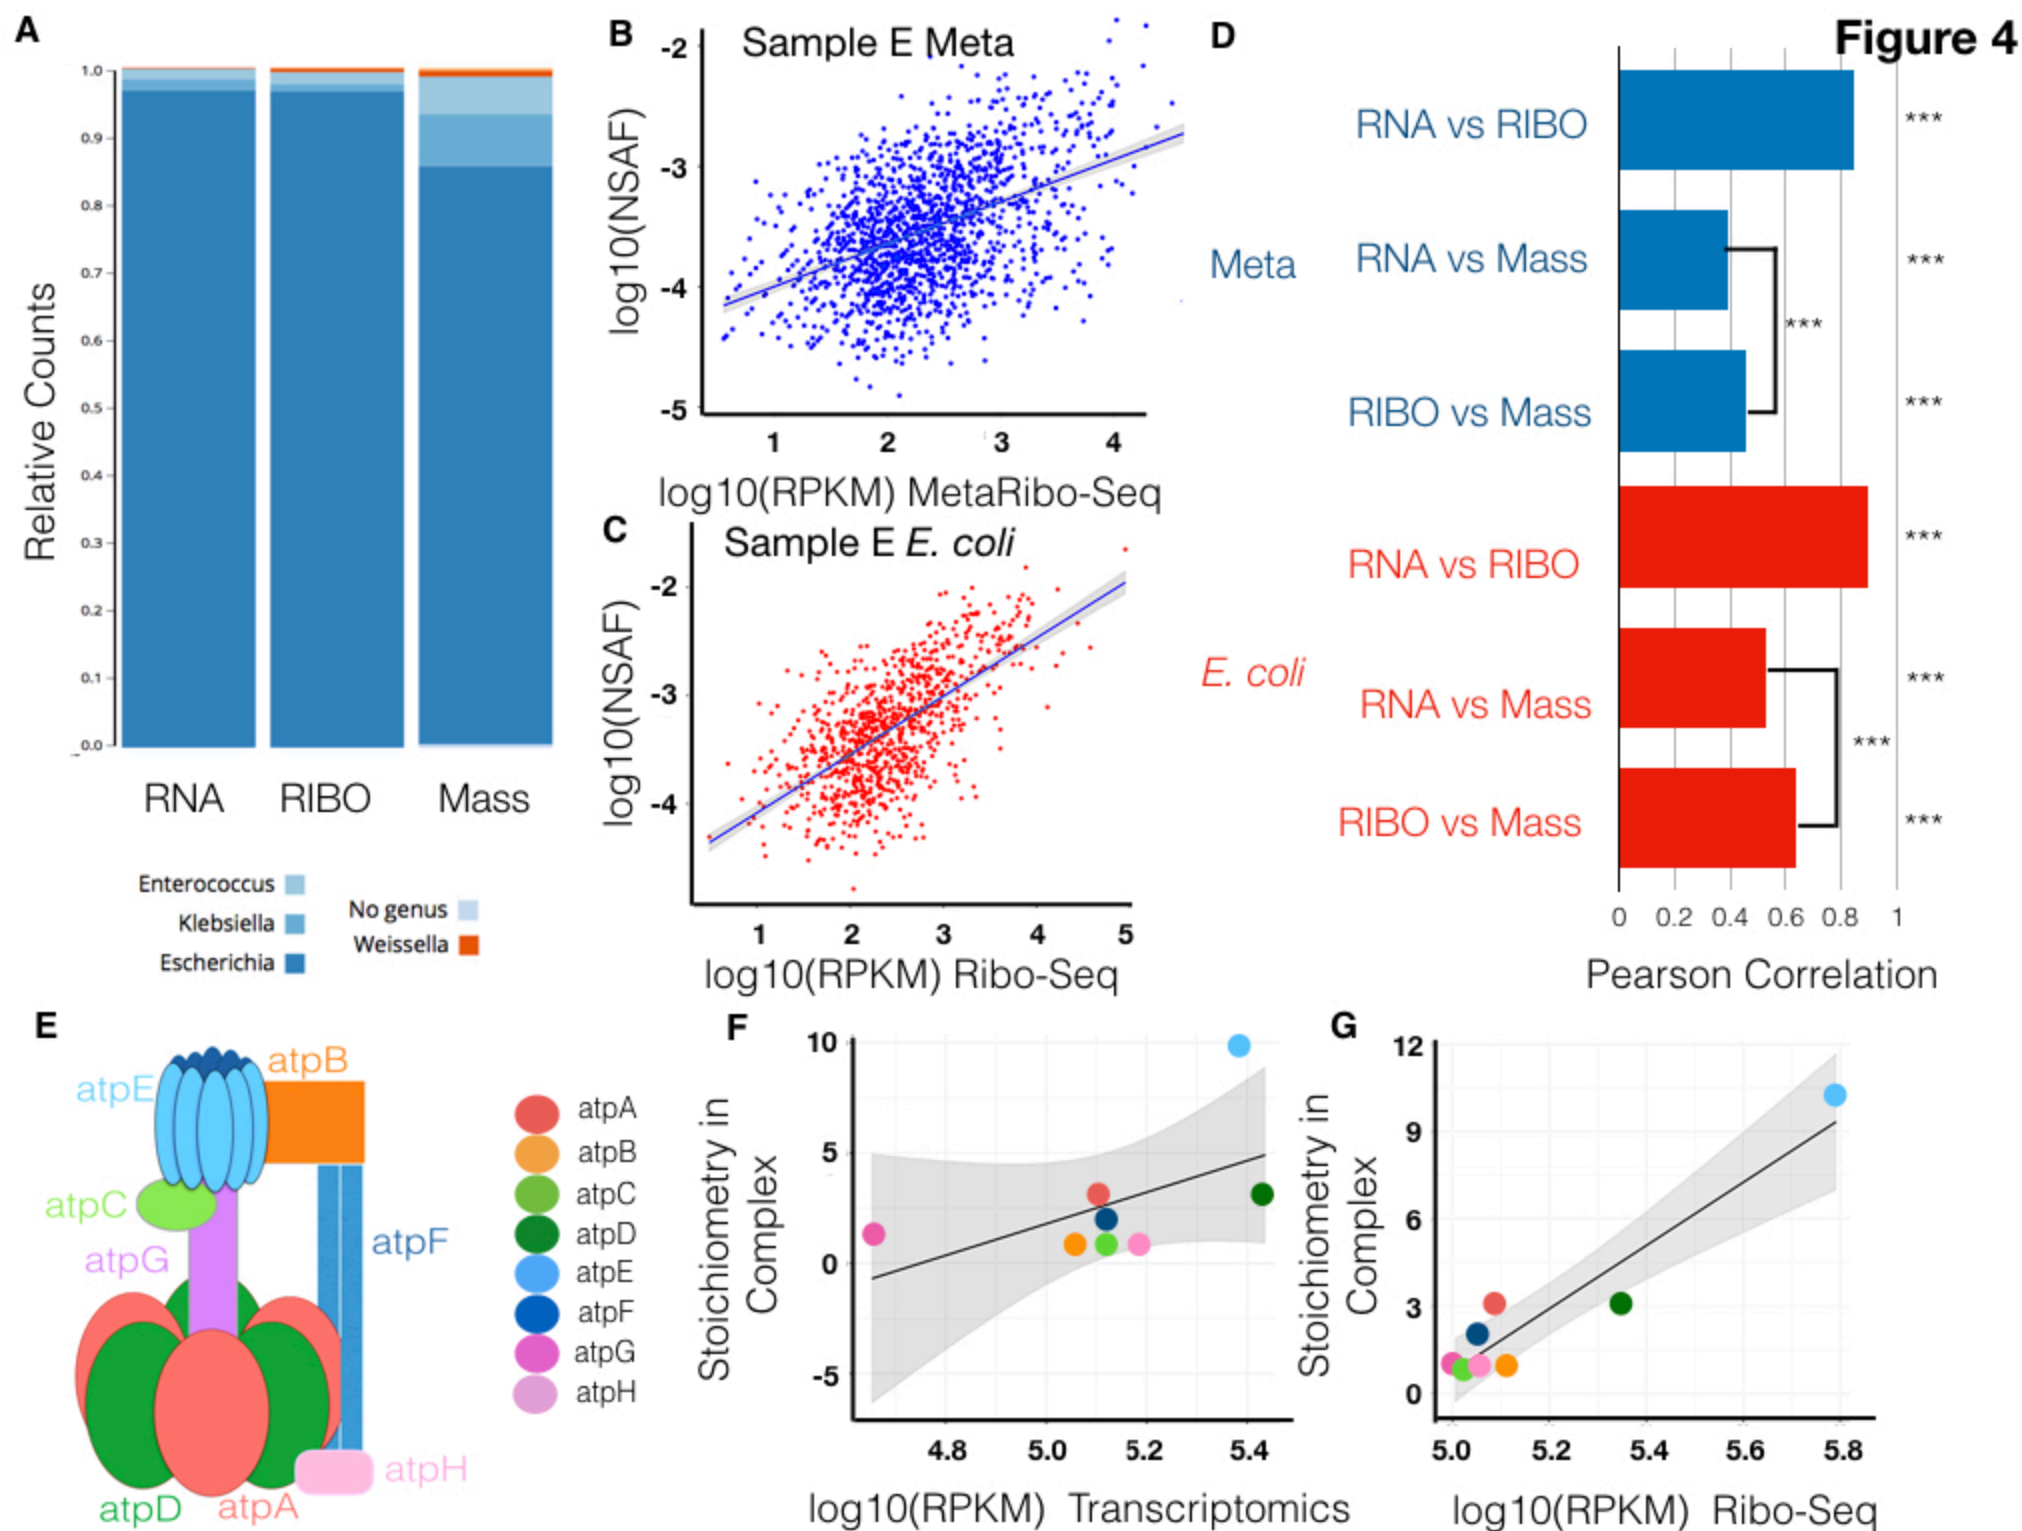 Figure 4
A
1.0
0.9
0.8
0.7
0.6
0.5
0.4
0.3
0.2
0.1
0.0
Relative Counts
RNA RIBO Mass
Enterococcus
Klebsiella
Escherichia
No genus
Weissella
B
Sample E Meta
-2
-3
-4
-5
log10(NSAF)
1 2 3 4
log10(RPKM) MetaRibo-Seq
C
Sample E E. coli
-2
-3
-4
log10(NSAF)
1 2 3 4 5
log10(RPKM) Ribo-Seq
D
Meta
RNA vs RIBO
***
RNA vs Mass
***
***
RIBO vs Mass
***
E. coli
RNA vs RIBO
***
RNA vs Mass
***
***
RIBO vs Mass
***
0 0.2 0.4 0.6 0.8 1
Pearson Correlation
E
atpB
atpE
atpC
atpG
atpF
atpH
atpD atpA
atpA
atpB
atpC
atpD
atpE
atpF
atpG
atpH
F
10
5
0
-5
Stoichiometry in
Complex
4.8 5.0 5.2 5.4
log10(RPKM) Transcriptomics
G
12
9
6
3
0
Stoichiometry in
Complex
5.0 5.2 5.4 5.6 5.8
log10(RPKM) Ribo-Seq